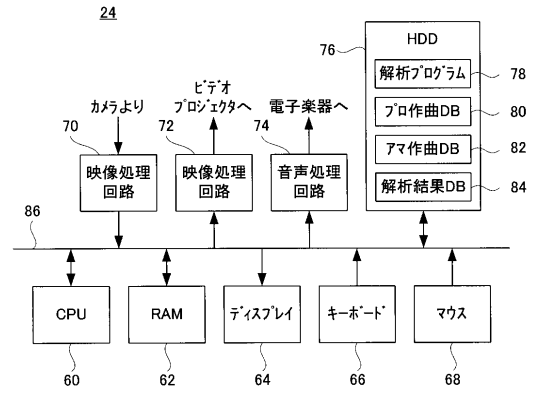 24
76
HDD
解析プログラム
78
プロ作曲DB
80
アマ作曲DB
82
解析結果DB
84
カメラより
ビデオ
プロジェクタへ
電子楽器へ
70
72
74
映像処理
回路
映像処理
回路
音声処理
回路
86
CPU
RAM
ディスプレイ
キーボード
マウス
60
62
64
66
68